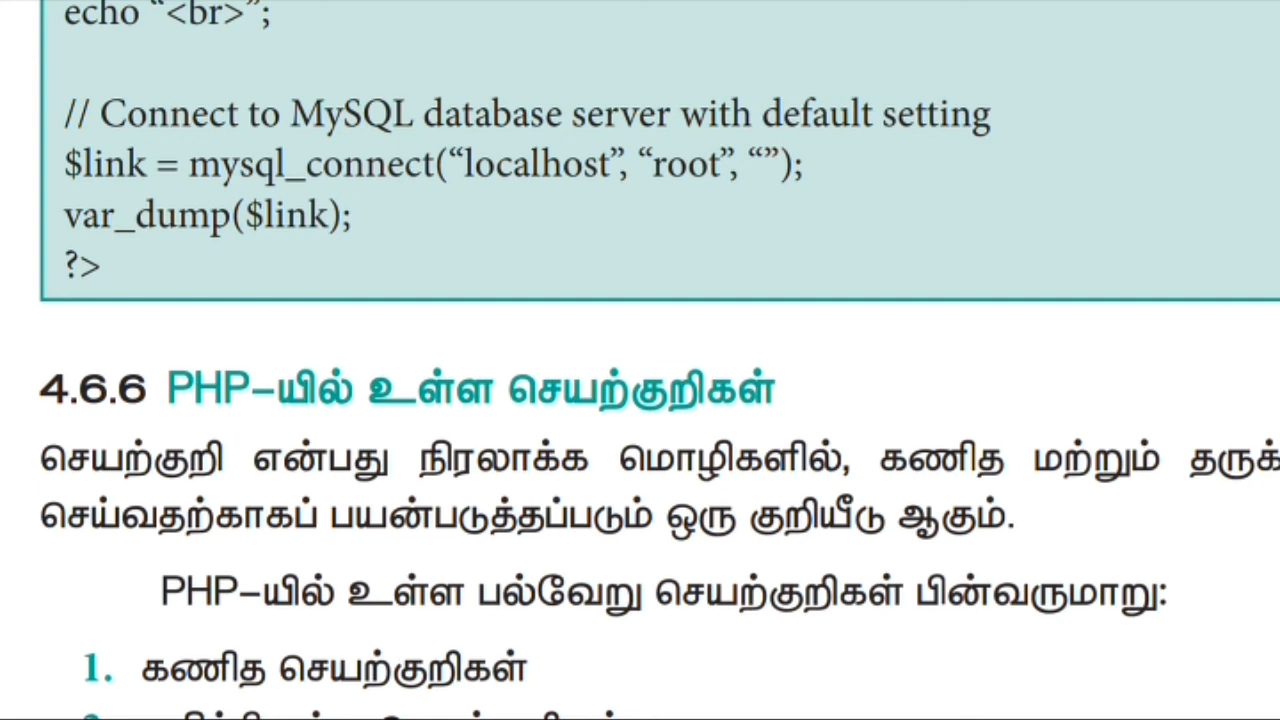 echo “<br>”;
// Connect to MySQL database server with default setting
$link = mysql_connect(“localhost”, “root”, “”);
var_dump($link);
?>
4.6.6 PHP–யில் உள்ள செயற்குறிகள்
செயற்குறி என்பது நிரலாக்க மொழிகளில், கணித மற்றும்
செய்வதற்காகப் பயன்படுத்தப்படும் ஒரு குறியீடு ஆகும்.
PHP–யில் உள்ள பல்வேறு செயற்குறிகள் பின்வருமாறு:
1. கணித செயற்குறிகள்